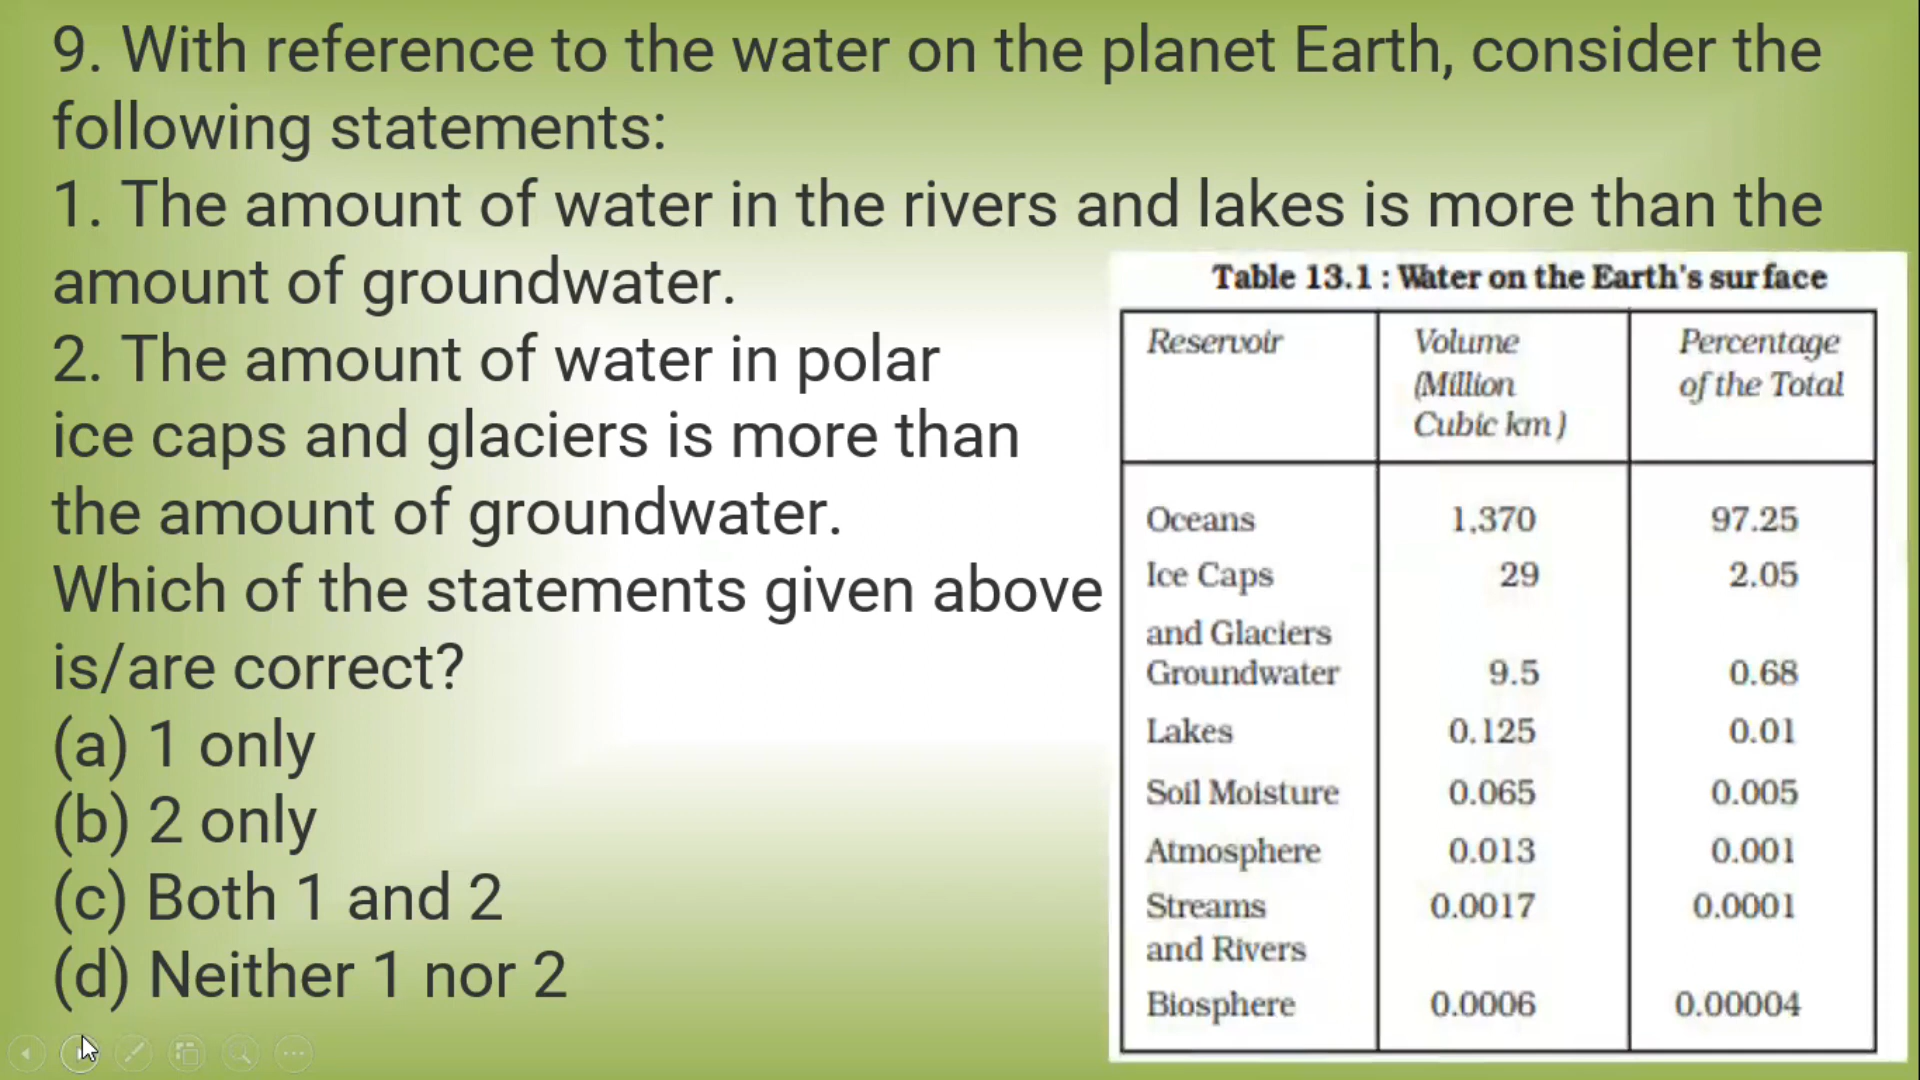 9. With reference to the water on the planet Earth, consider the
following statements:
1. The amount of water in the rivers and lakes is more than the
amount of groundwater.
2. The amount of water in polar
ice caps and glaciers is more than
the amount of groundwater.
Which of the statements given above
is/are correct?
(a) 1 only
(b) 2 only
(c) Both 1 and 2
(d) Neither 1 nor 2
Table 13.1 : Water on the Earth's surface
Reservoir Volume Percentage
(Million of the Total
Cubic km)
Oceans 1,370 97.25
Ice Caps 29 2.05
and Glaciers
Groundwater 9.5 0.68
Lakes 0.125 0.01
Soil Moisture 0.065 0.005
Atmosphere 0.013 0.001
Streams 0.0017 0.0001
and Rivers
Biosphere 0.0006 0.00004